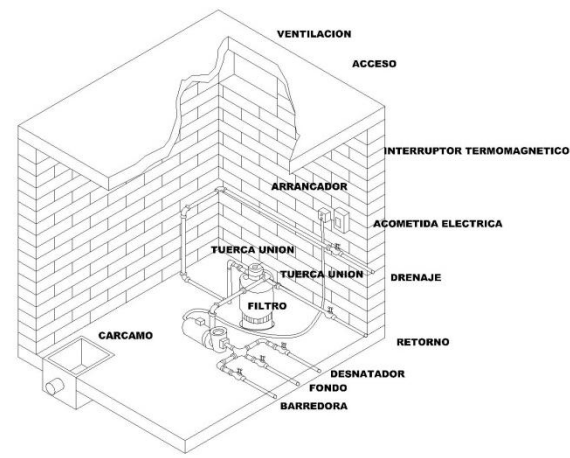 VENTILACION
ACCESO
INTERRUPTOR TERMOMAGNETICO
ARRANCADOR
ACOMETIDA ELECTRICA
TUERCA UNION
TUERCA UNION
DRENAJE
FILTRO
CARCAMO
RETORNO
DESNATADOR
FONDO
BARREDORA